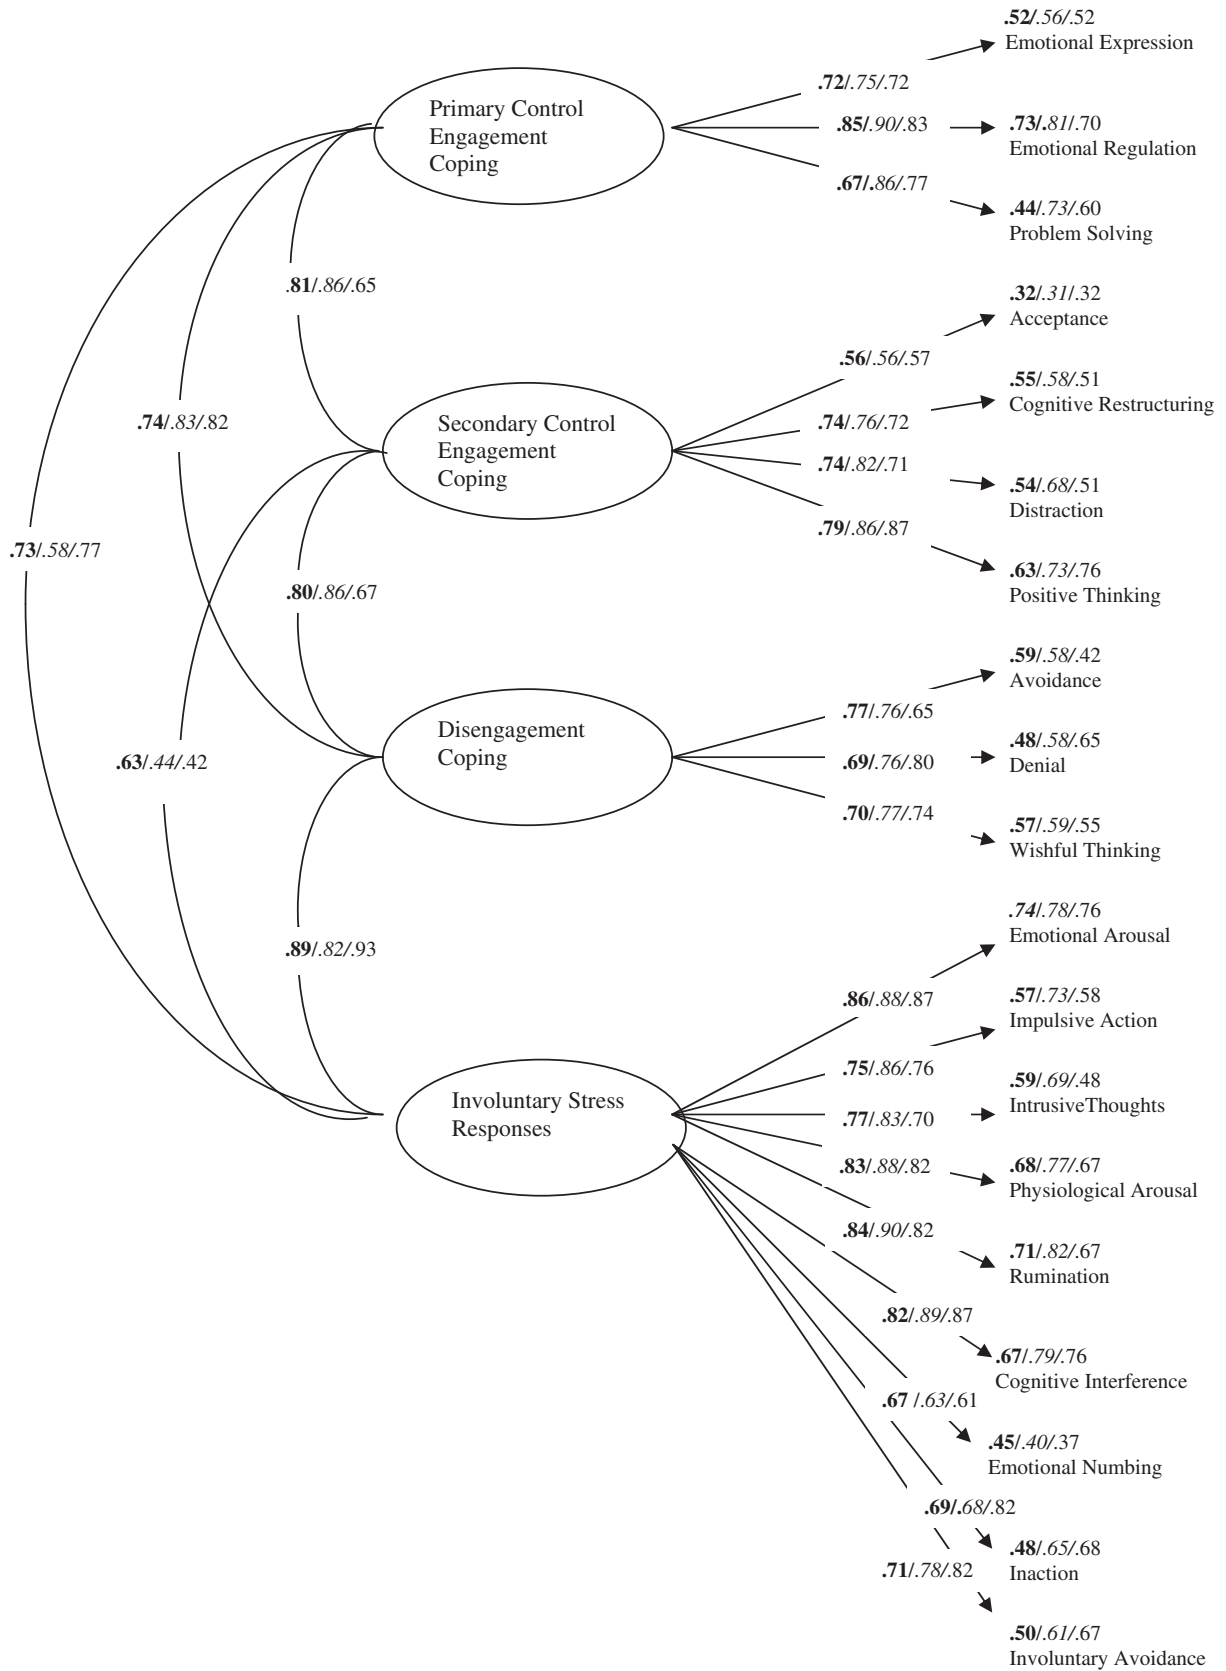 .52/.56/.52
Emotional Expression
.72/.75/.72
Primary Control
Engagement
Coping
.85/.90/.83
.73/.81/.70
Emotional Regulation
.67/.86/.77
.44/.73/.60
Problem Solving
.81/.86/.65
.32/.31/.32
Acceptance
.56/.56/.57
.55/.58/.51
Cognitive Restructuring
.74/.83/.82
Secondary Control
Engagement
Coping
.74/.76/.72
.74/.82/.71
.54/.68/.51
Distraction
.79/.86/.87
.73/.58/.77
.63/.73/.76
Positive Thinking
.80/.86/.67
.59/.58/.42
Avoidance
.77/.76/.65
Disengagement
Coping
.48/.58/.65
Denial
.63/.44/.42
.69/.76/.80
.70/.77/.74
.57/.59/.55
Wishful Thinking
.74/.78/.76
Emotional Arousal
.89/.82/.93
.86/.88/.87
.57/.73/.58
Impulsive Action
.75/.86/.76
.59/.69/.48
IntrusiveThoughts
Involuntary Stress
Responses
.77/.83/.70
.83/.88/.82
.68/.77/.67
Physiological Arousal
.84/.90/.82
.71/.82/.67
Rumination
.82/.89/.87
.67/.79/.76
Cognitive Interference
.67 /.63/.61
.45/.40/.37
Emotional Numbing
.69/.68/.82
.48/.65/.68
Inaction
.71/.78/.82
.50/.61/.67
Involuntary Avoidance